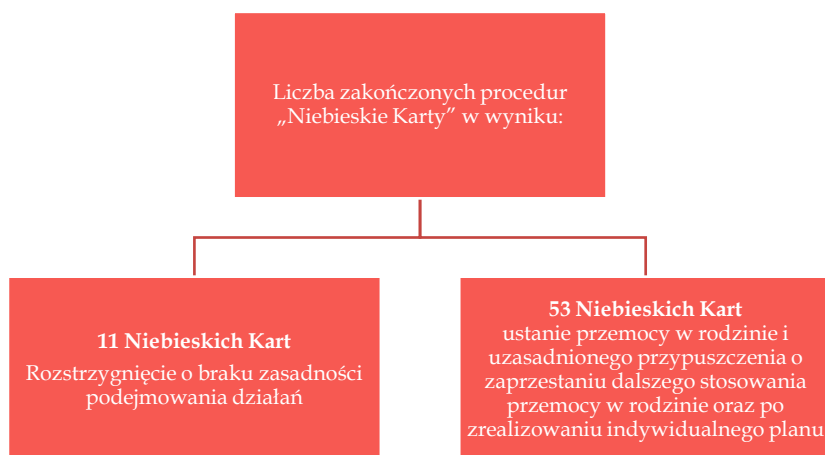 Liczba zakończonych procedur
„Niebieskie Karty” w wyniku:
11 Niebieskich Kart
Rozstrzygnięcie o braku zasadności
podejmowania działań
53 Niebieskich Kart
ustanie przemocy w rodzinie i
uzasadnionego przypuszczenia o
zaprzestaniu dalszego stosowania
przemocy w rodzinie oraz po
zrealizowaniu indywidualnego planu